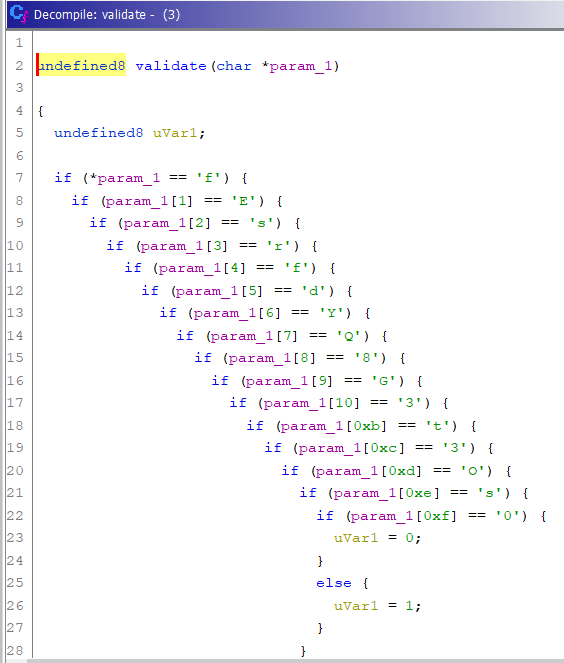 Decompile: validate - (3)
1
2 undefined8 validate(char *param_1)
3
4 {
5 undefined8 uVar1;
6
7 if (*param_1 == 'f') {
8 if (param_1[1] == 'E') {
9 if (param_1[2] == 's') {
10 if (param_1[3] == 'r') {
11 if (param_1[4] == 'f') {
12 if (param_1[5] == 'd') {
13 if (param_1[6] == 'Y') {
14 if (param_1[7] == 'Q') {
15 if (param_1[8] == '8') {
16 if (param_1[9] == 'G') {
17 if (param_1[10] == '3') {
18 if (param_1[0xb] == 't') {
19 if (param_1[0xc] == '3') {
20 if (param_1[0xd] == 'O') {
21 if (param_1[0xe] == 's') {
22 if (param_1[0xf] == '0') {
23 uVar1 = 0;
24 }
25 else {
26 uVar1 = 1;
27 }
28 }